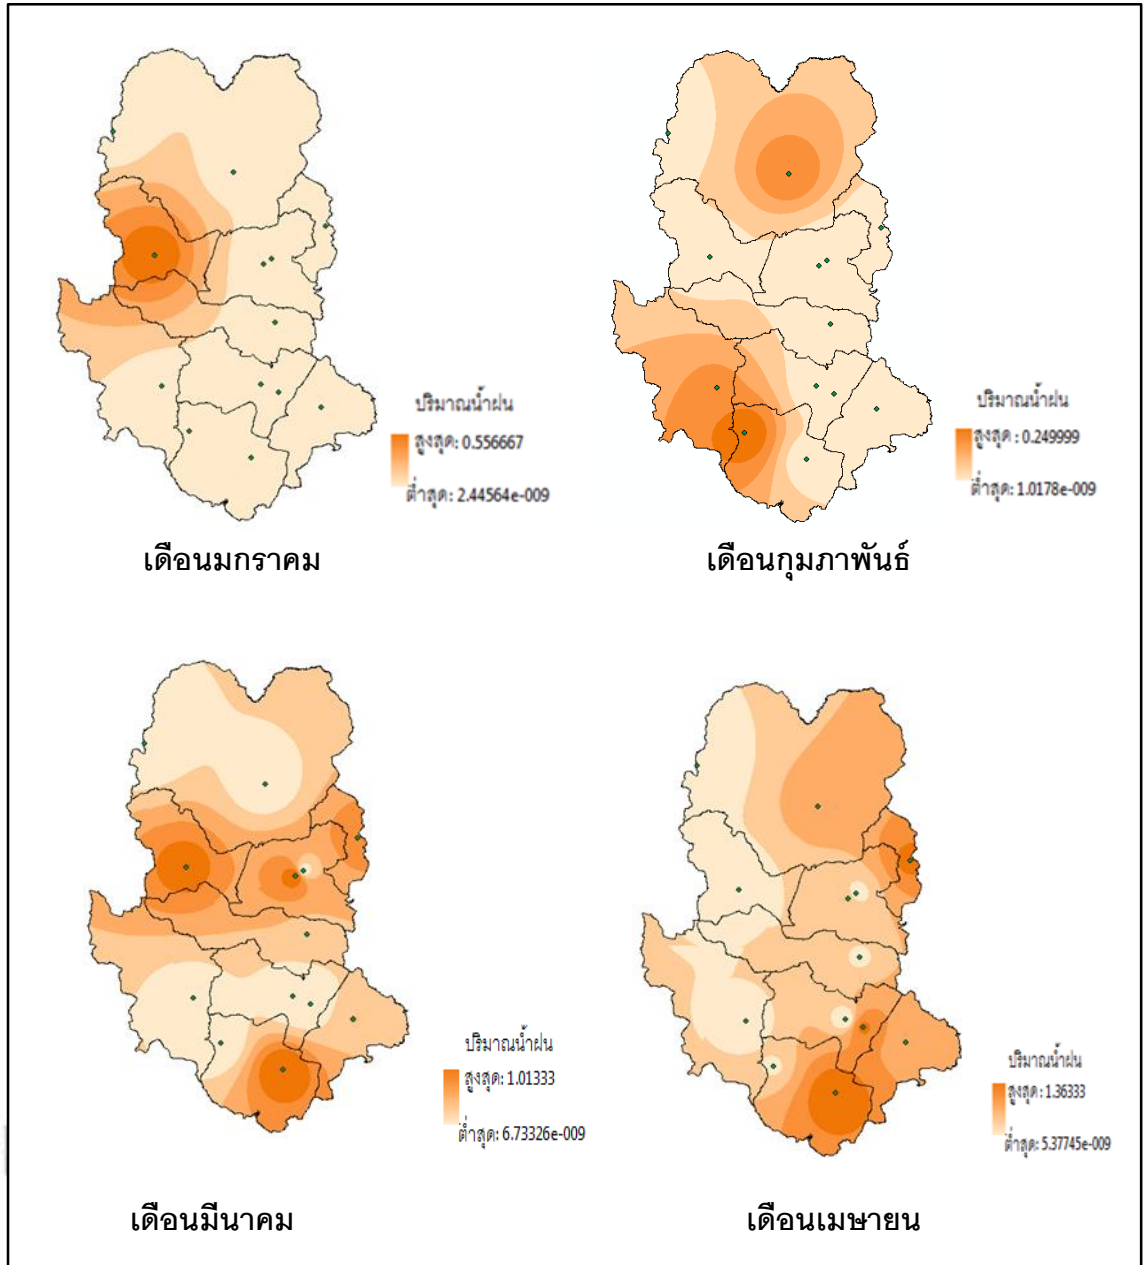 ปริมาณน้ำฝน
สูงสุด: 0.556667
ต่ำสุด: 2.44564e-009
เดือนมกราคม
ปริมาณน้ำฝน
สูงสุด : 0.249999
ต่ำสุด: 1.0178e-009
เดือนกุมภาพันธ์
ปริมาณน้ำฝน
สูงสุด: 1.01333
ต่ำสุด: 6.73326e-009
เดือนมีนาคม
ปริมาณน้ำฝน
สูงสุด: 1.36333
ต่ำสุด: 5.37745e-009
เดือนเมษายน